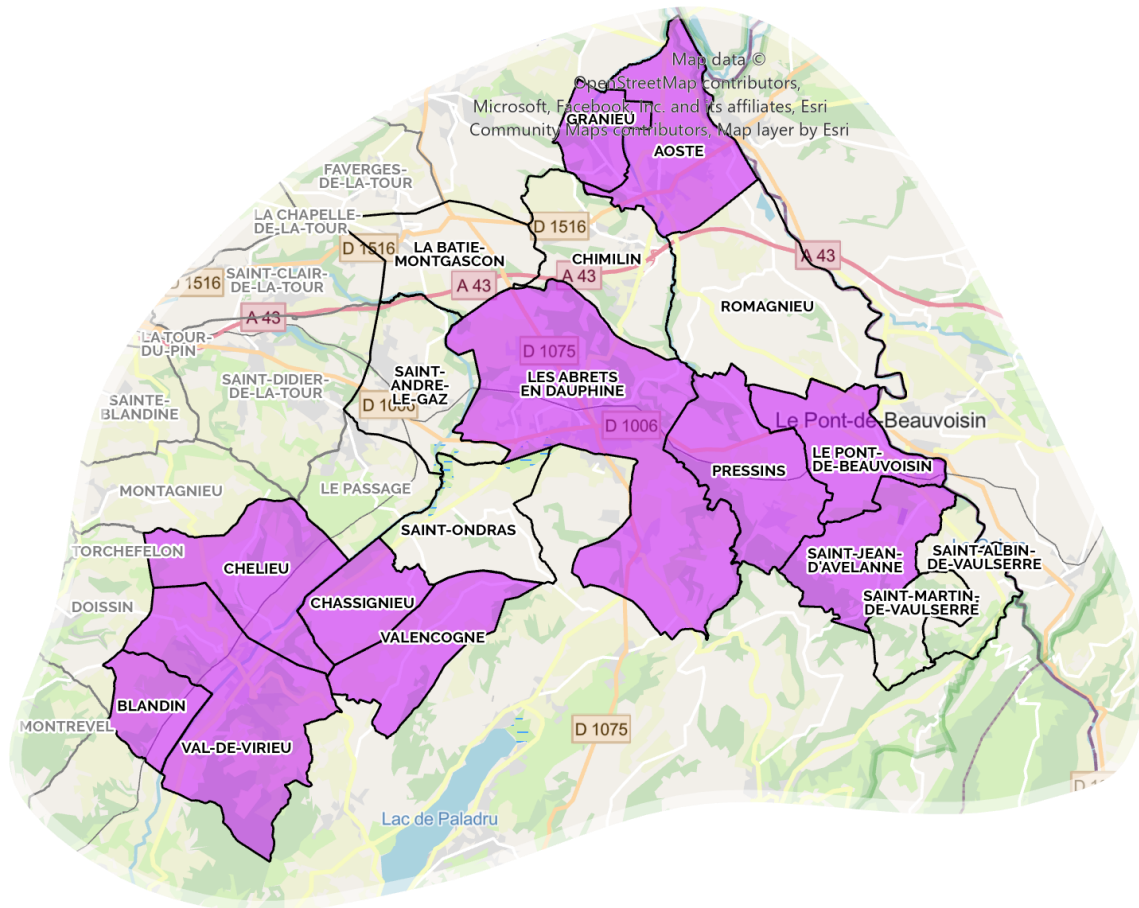 Map data ©
OpenStreetMap contributors,
Microsoft, Facebook, Inc. and its affiliates, Esri
Community Maps contributors, Map layer by Esri
GRANIEU
AOSTE
FAVERGES-
DE-LA-TOUR
LA CHAPELLE-
DE-LA-TOUR
D 1516
D 1516
LA BATIE-
MONTGASCON
CHIMILIN
A 43
SAINT-CLAIR-
DE-LA-TOUR
1516
A 43
A 43
ROMAGNIEU
A 43
LA TOUR-
DU-PIN
D 1075
SAINT-
ANDRE-
LE-GAZ
LES ABRETS
EN DAUPHINE
SAINT-DIDIER-
DE-LA-TOUR
SAINTE-
BLANDINE
D 1006
D 1006
Le Pont-de-Beauvoisin
LE PONT-
DE-BEAUVOISIN
PRESSINS
MONTAGNIEU
LE PASSAGE
SAINT-ONDRAS
TORCHEFELON
CHELIEU
SAINT-JEAN-
D'AVELANNE
SAINT-ALBIN-
DE-VAULSERRE
DOISSIN
CHASSIGNIEU
SAINT-MARTIN-
DE-VAULSERRE
VALENCOGNE
BLANDIN
MONTREVEL
VAL-DE-VIRIEU
D 1075
Lac de Paladru